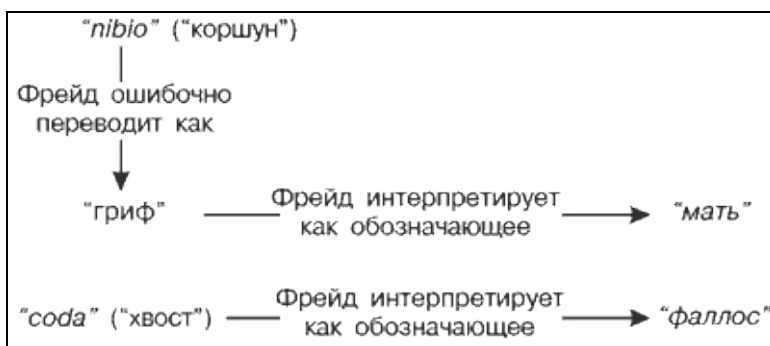 “nibio” (“коршун”)
Фрейд ошибочно
переводит как
“гриф” Фрейд интерпретирует “мать”
как обозначающее
“coda” (“хвост”) Фрейд интерпретирует “фаллос”
как обозначающее